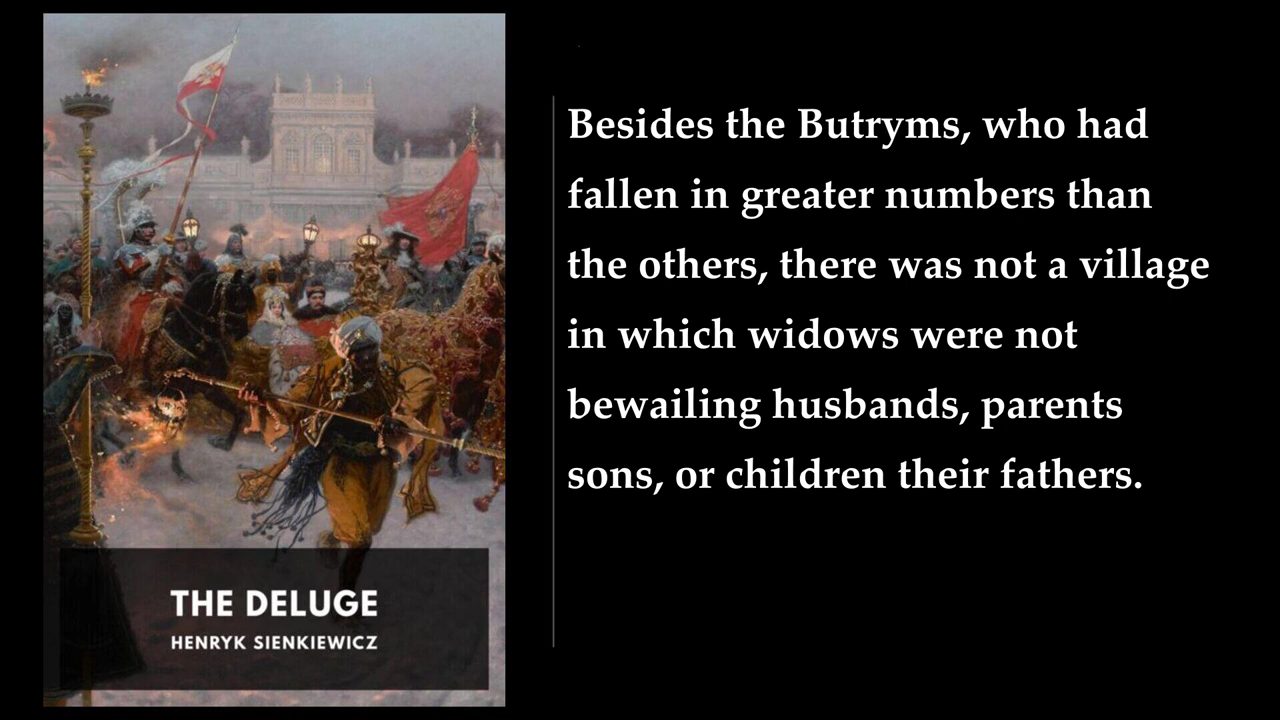 Besides the Butryms, who had
fallen in greater numbers than
the others, there was not a village
in which widows were not
bewailing husbands, parents
sons, or children their fathers.
THE DELUGE
HENRYK SIENKIEWICZ